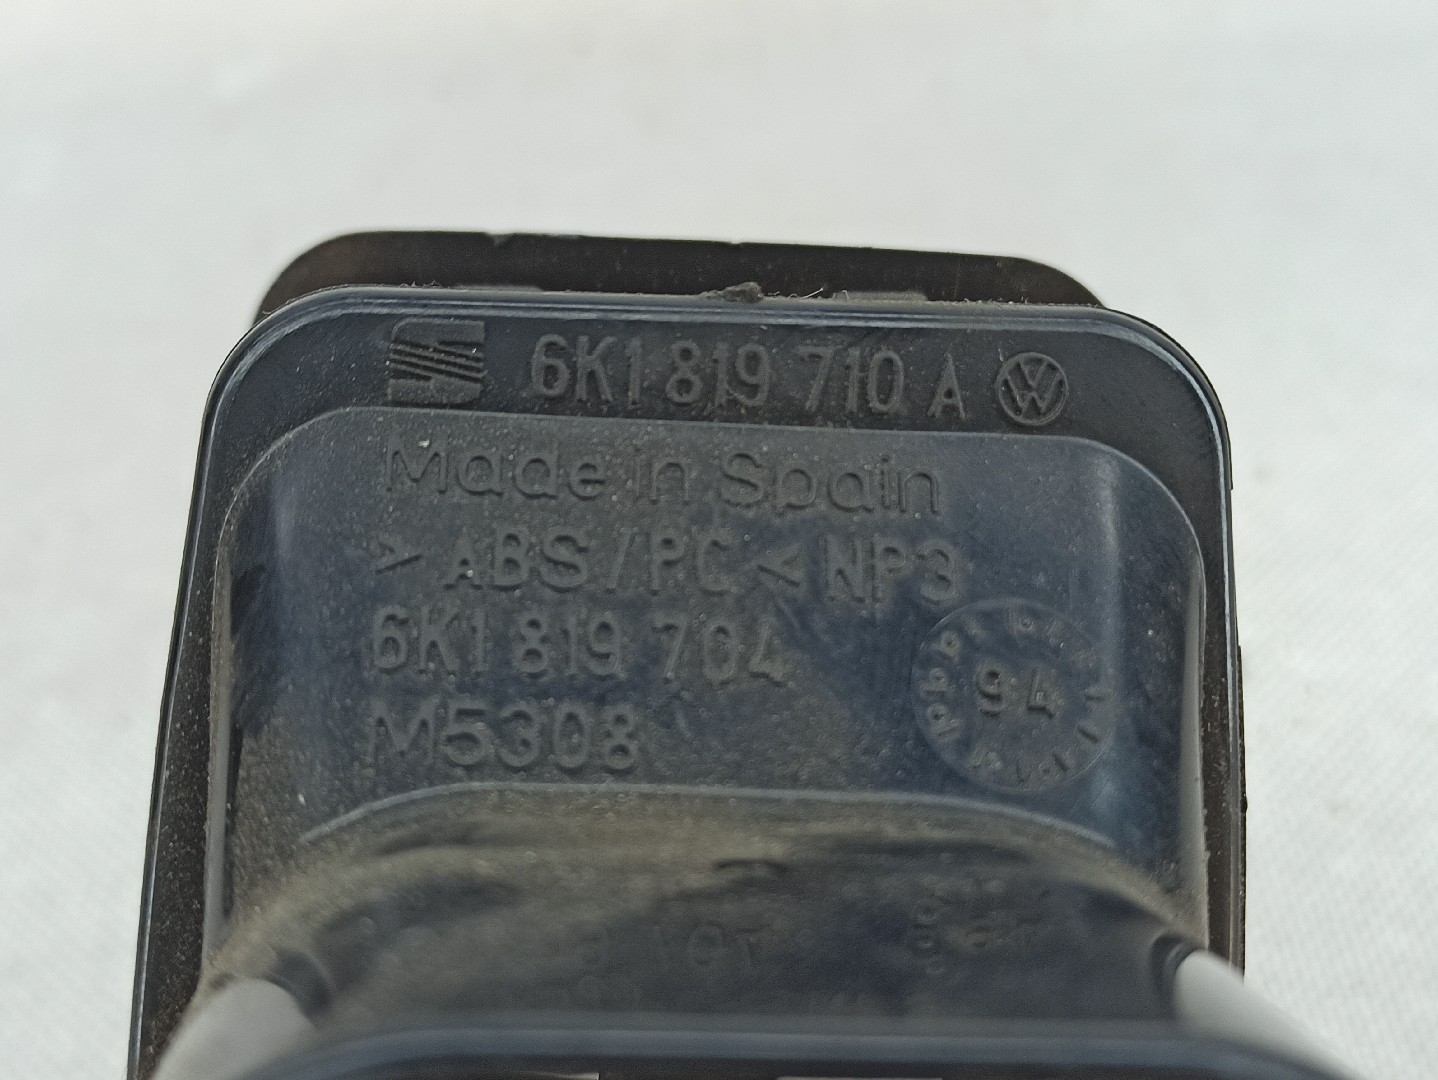 6K1 819 710 A
Made in Spain
> ABS/PC < NP3
6K1 819 704
M5308
94